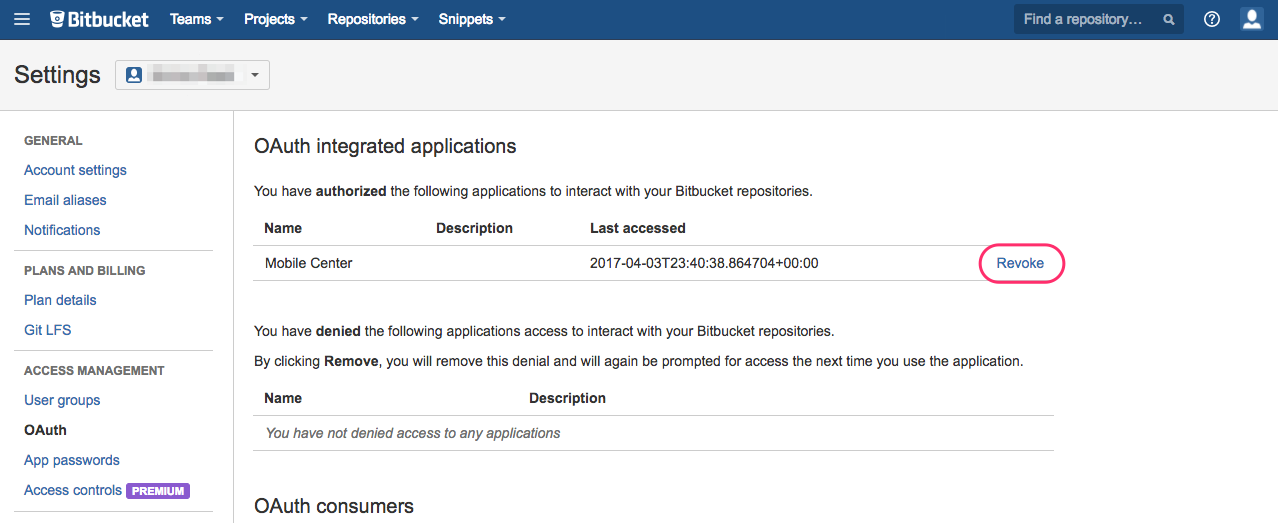 Bitbucket Teams Projects Repositories Snippets Find a repository...
Settings
GENERAL
Account settings
Email aliases
Notifications
PLANS AND BILLING
Plan details
Git LFS
ACCESS MANAGEMENT
User groups
OAuth
App passwords
Access controls PREMIUM
OAuth integrated applications
You have authorized the following applications to interact with your Bitbucket repositories.
Name Description Last accessed
Mobile Center 2017-04-03T23:40:38.864704+00:00 Revoke
You have denied the following applications access to interact with your Bitbucket repositories.
By clicking Remove, you will remove this denial and will again be prompted for access the next time you use the application.
Name Description
You have not denied access to any applications
OAuth consumers